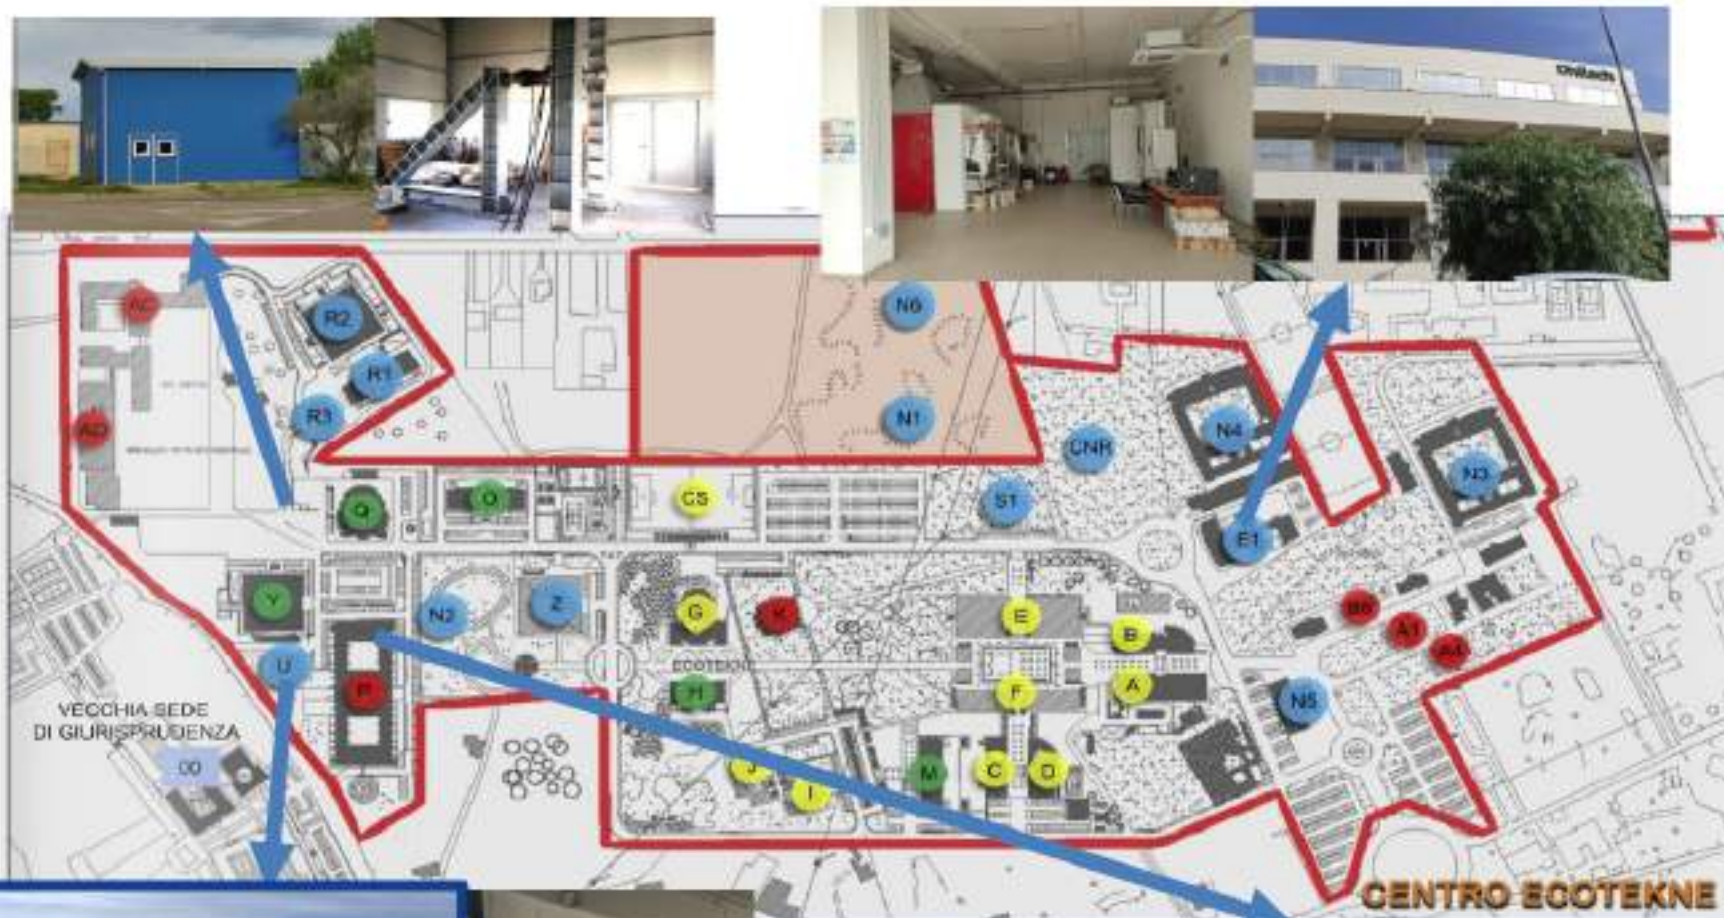 AC
R2
N6
R1
AD
R3
N1
N4
CNR
N3
Q
O
CS
S1
E1
Y
N2
Z
G
K
E
B
B6
A1
A4
ECOTEKNE
U
P
H
F
A
N5
VECCHIA SEDE
DI GIURISPRUDENZA
00
J
I
M
C
D
CENTRO ECOTEKNE